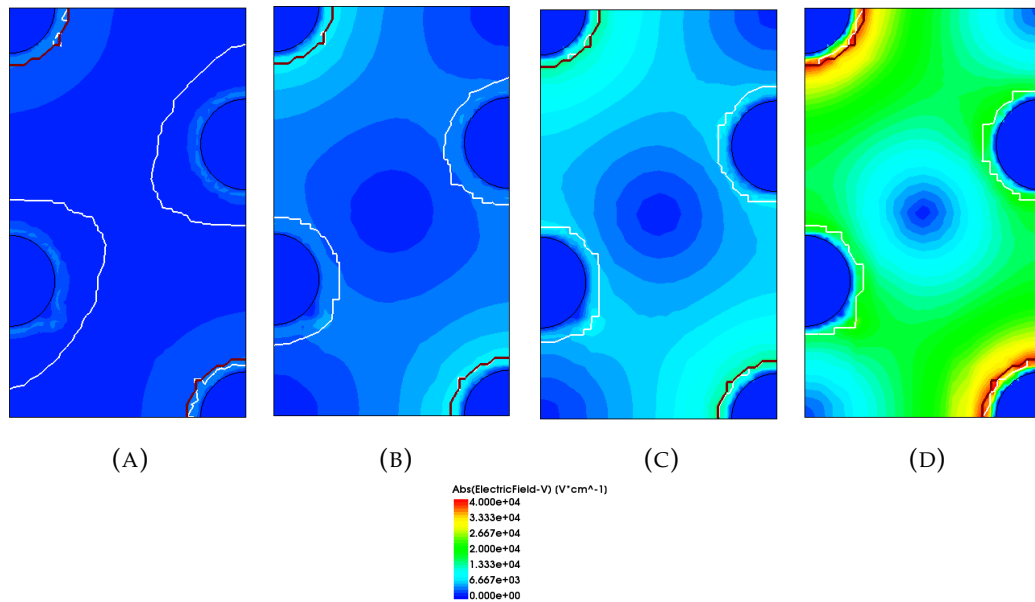 (A)
(B)
(C)
(D)
Abs(ElectricField-V) (V*cm^-1)
4.000e+04
3.333e+04
2.667e+04
2.000e+04
1.333e+04
6.667e+03
0.000e+00